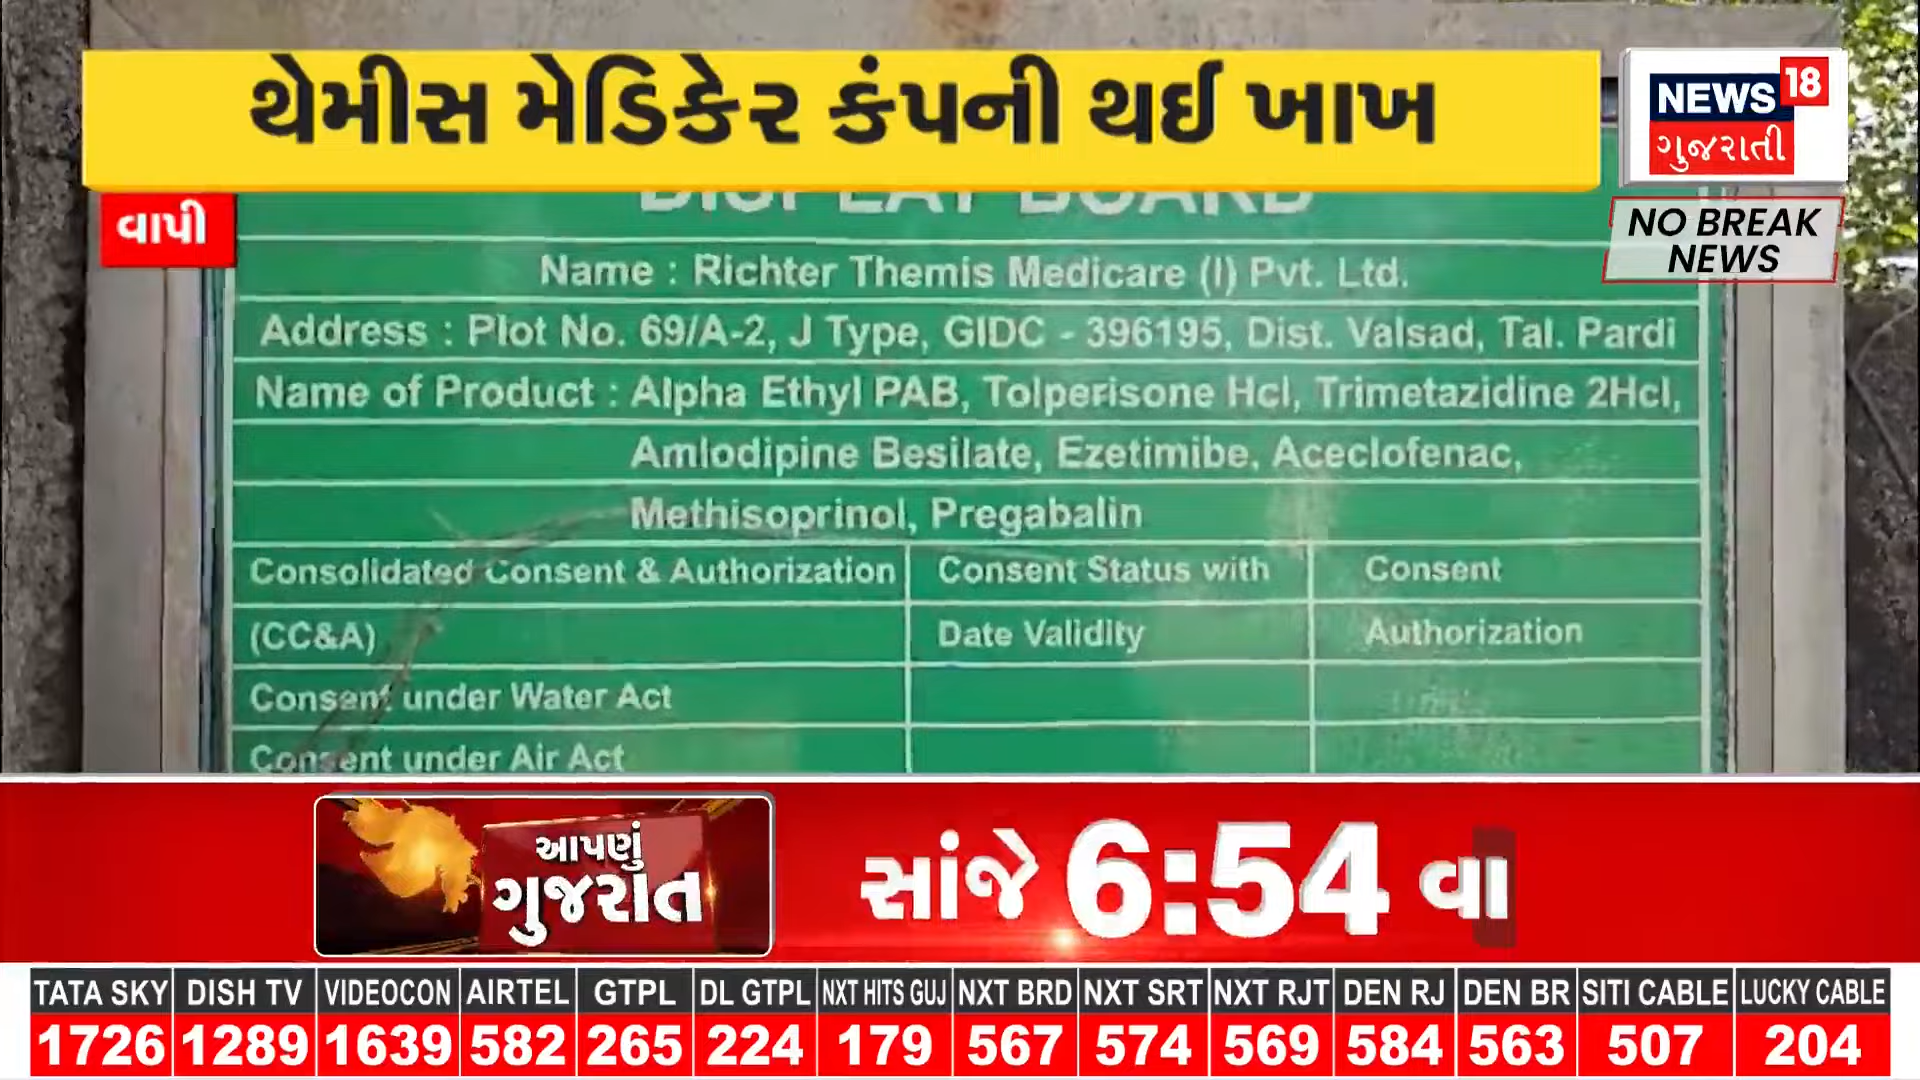 થેમીસ મેડિકેર કંપની થઈ ખાખ
NEWS 18
ગુજરાતી
NO BREAK
NEWS
વાપી
DISPLAY BOARD
Name : Richter Themis Medicare (I) Pvt. Ltd.
Address : Plot No. 69/A-2, J Type, GIDC - 396195, Dist. Valsad, Tal. Pardi
Name of Product : Alpha Ethyl PAB, Tolperisone Hcl, Trimetazidine 2Hcl,
Amlodipine Besilate, Ezetimibe, Aceclofenac,
Methisoprinol, Pregabalin
Consolidated Consent & Authorization Consent Status with Consent
(CC&A) Date Validity Authorization
Consent under Water Act
Consent under Air Act
આપણું
ગુજરાત
સાંજે 6:54 વા
TATA SKY DISH TV VIDEOCON AIRTEL GTPL DL GTPL NXT HITS GUJ NXT BRD NXT SRT NXT RJT DEN RJ DEN BR SITI CABLE LUCKY CABLE
1726 1289 1639 582 265 224 179 567 574 569 584 563 507 204